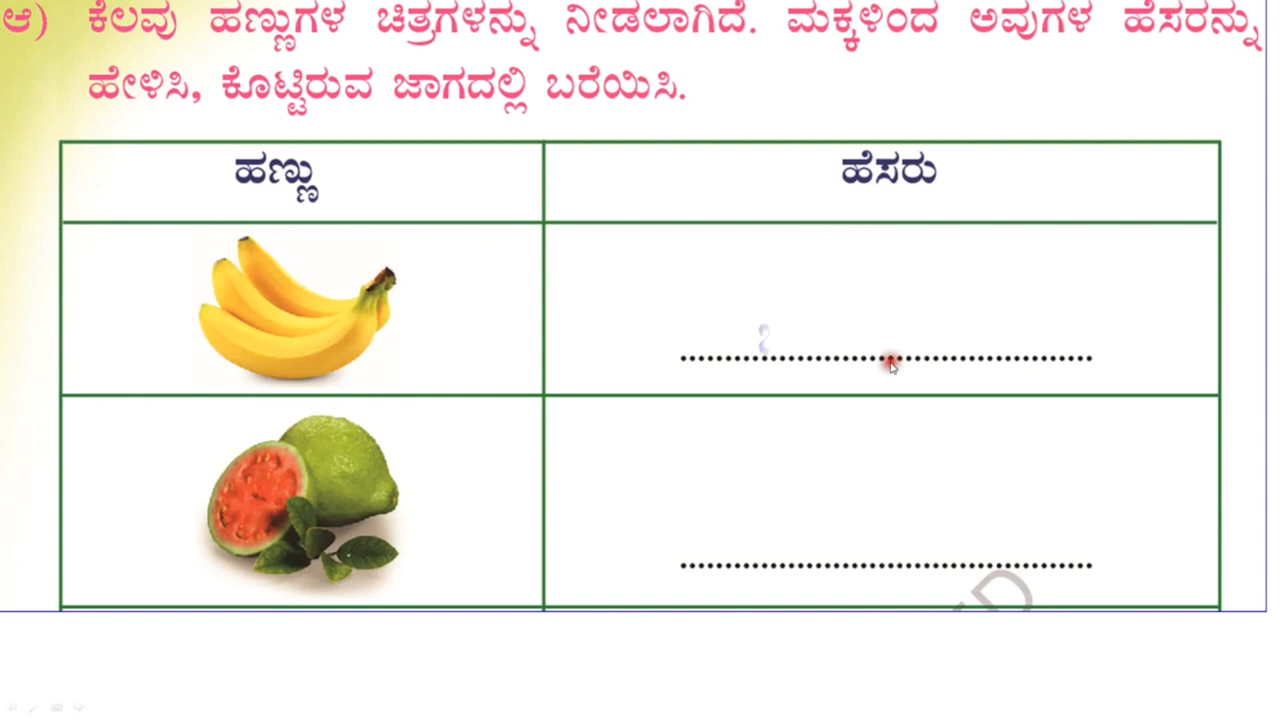 ಆ) ಕೆಲವು ಹಣ್ಣುಗಳ ಚಿತ್ರಗಳನ್ನು ನೀಡಲಾಗಿದೆ. ಮಕ್ಕಳಿಂದ ಅವುಗಳ ಹೆಸರನ್ನು
ಹೇಳಿಸಿ, ಕೊಟ್ಟಿರುವ ಜಾಗದಲ್ಲಿ ಬರೆಯಿಸಿ.
ಹಣ್ಣು ಹೆಸರು